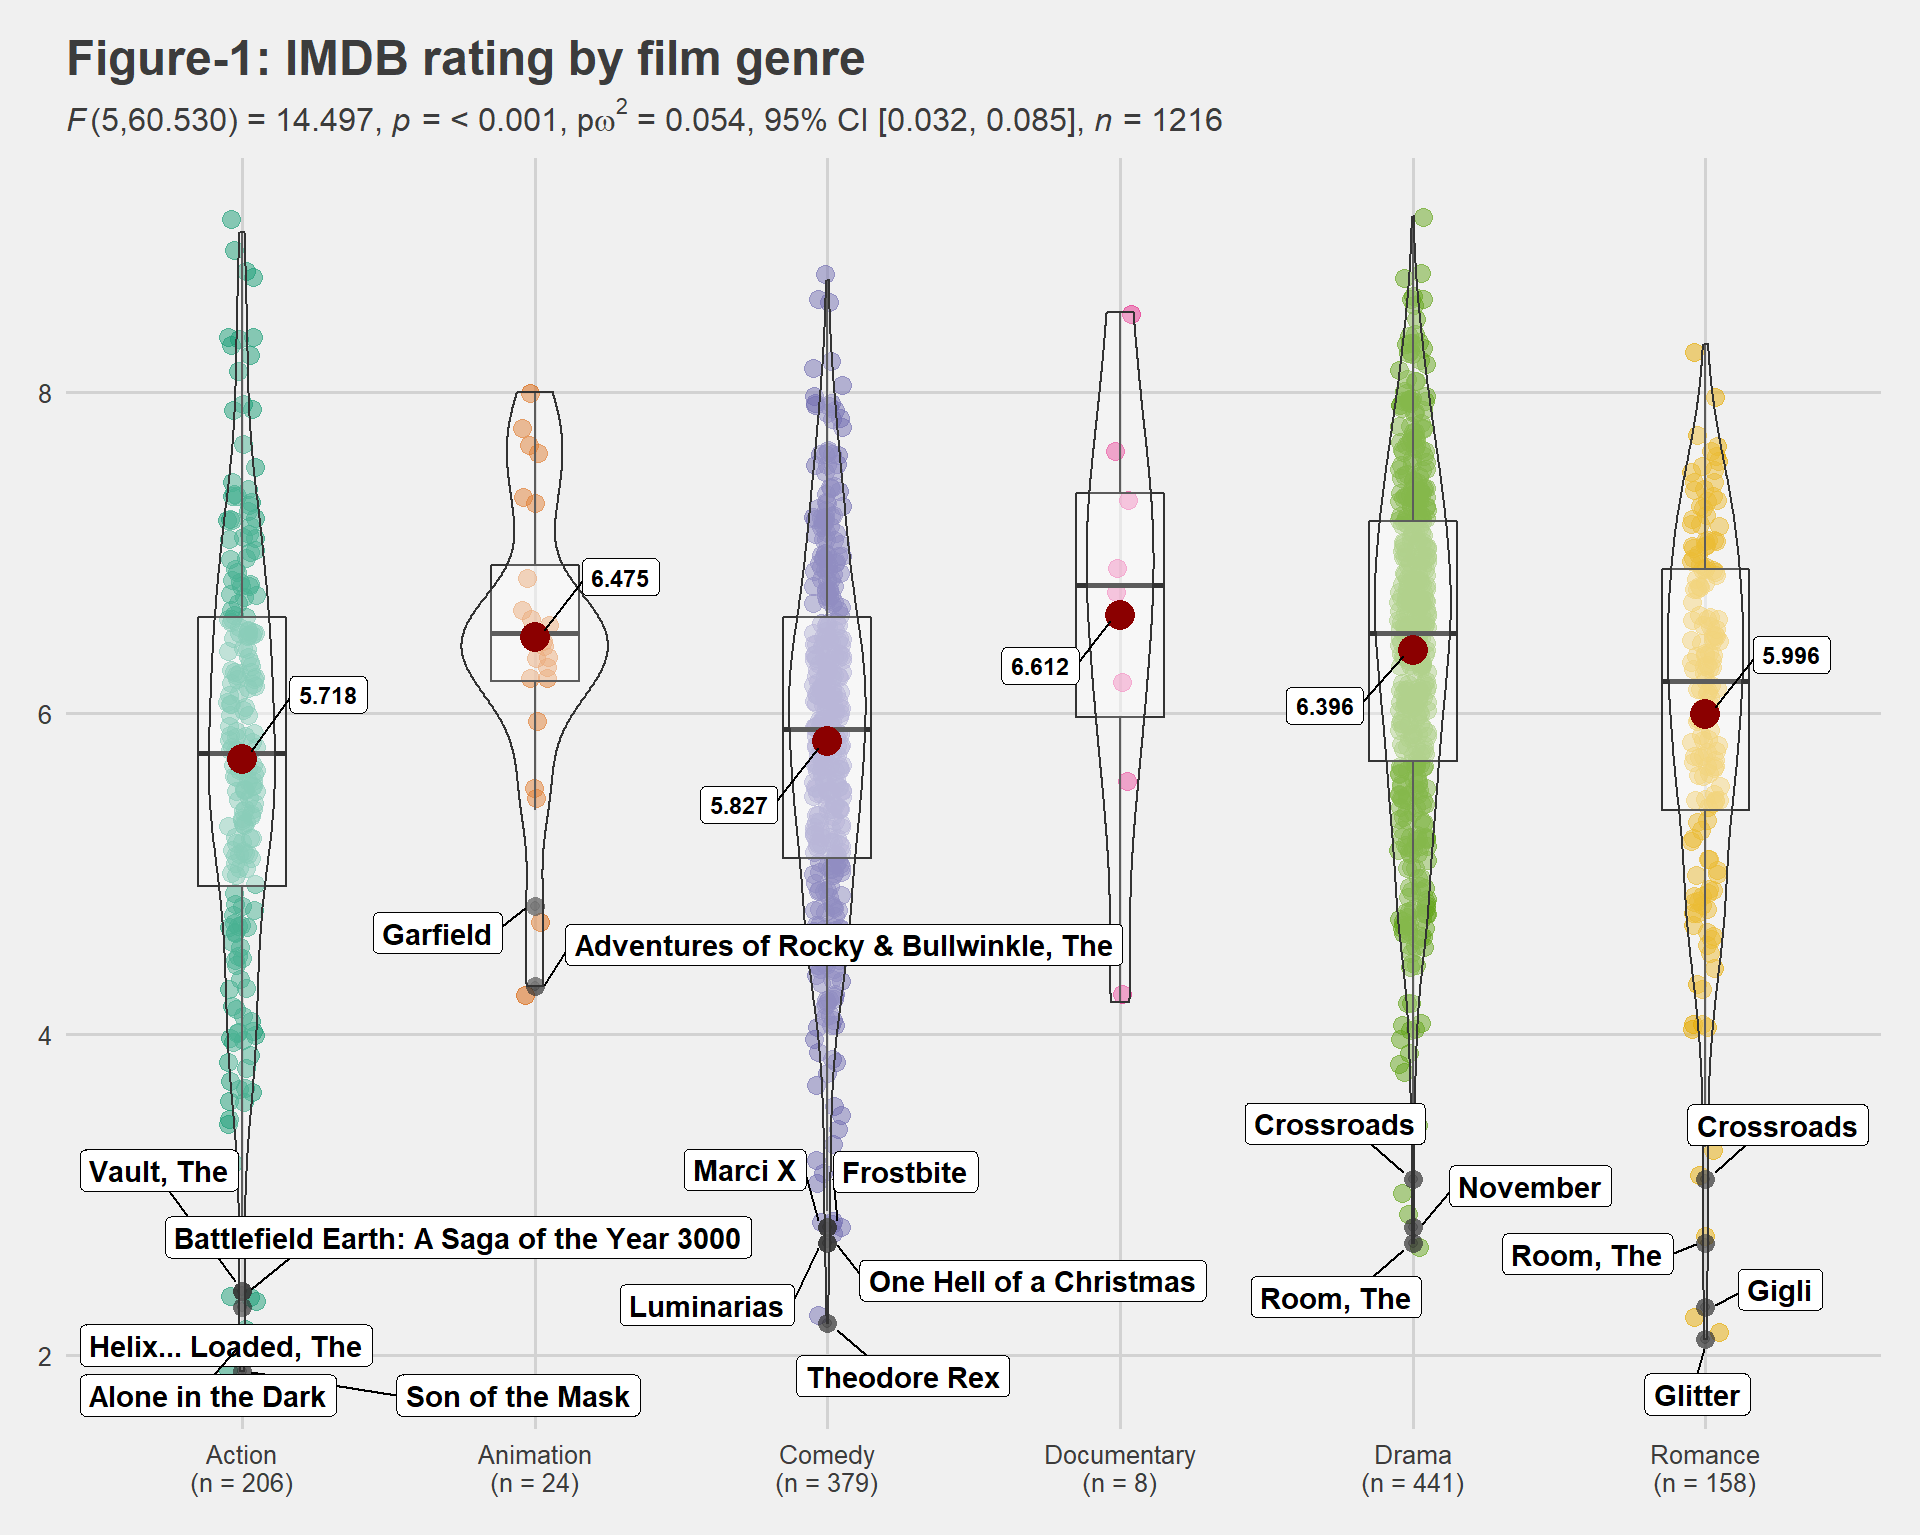 Figure-1: IMDB rating by film genre
F(5,60.530) = 14.497, p = < 0.001, pω² = 0.054, 95% CI [0.032, 0.085], n = 1216
8
6.475
5.996
6.612
5.718
6.396
6
5.827
Garfield
Adventures of Rocky & Bullwinkle, The
4
Crossroads
Crossroads
Vault, The
Marci X
Frostbite
November
Battlefield Earth: A Saga of the Year 3000
Room, The
One Hell of a Christmas
Gigli
Luminarias
Room, The
Helix... Loaded, The
2
Theodore Rex
Alone in the Dark
Son of the Mask
Glitter
Action
(n = 206)
Animation
(n = 24)
Comedy
(n = 379)
Documentary
(n = 8)
Drama
(n = 441)
Romance
(n = 158)